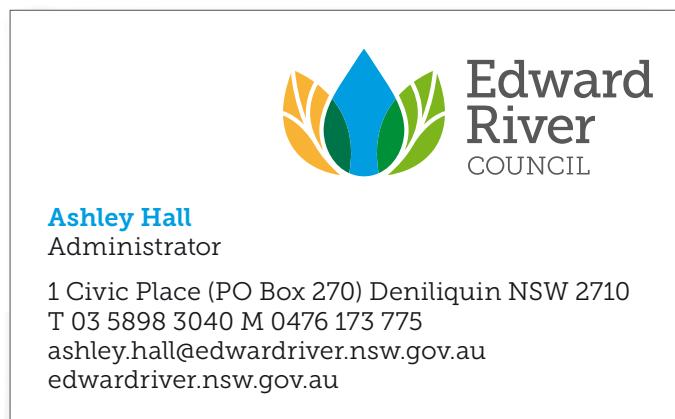 Edward
River
COUNCIL
Ashley Hall
Administrator
1 Civic Place (PO Box 270) Deniliquin NSW 2710
T 03 5898 3040 M 0476 173 775
ashley.hall@edwardriver.nsw.gov.au
edwardriver.nsw.gov.au